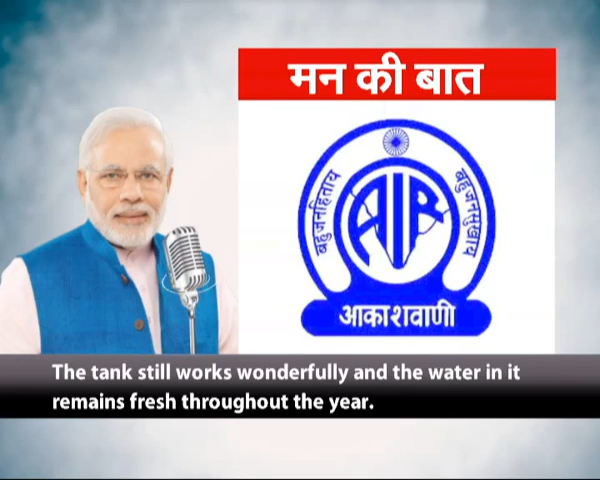 मन की बात
बहुजनहिताय
बहुजनसुखाय
AIR
आकाशवाणी
The tank still works wonderfully and the water in it
remains fresh throughout the year.